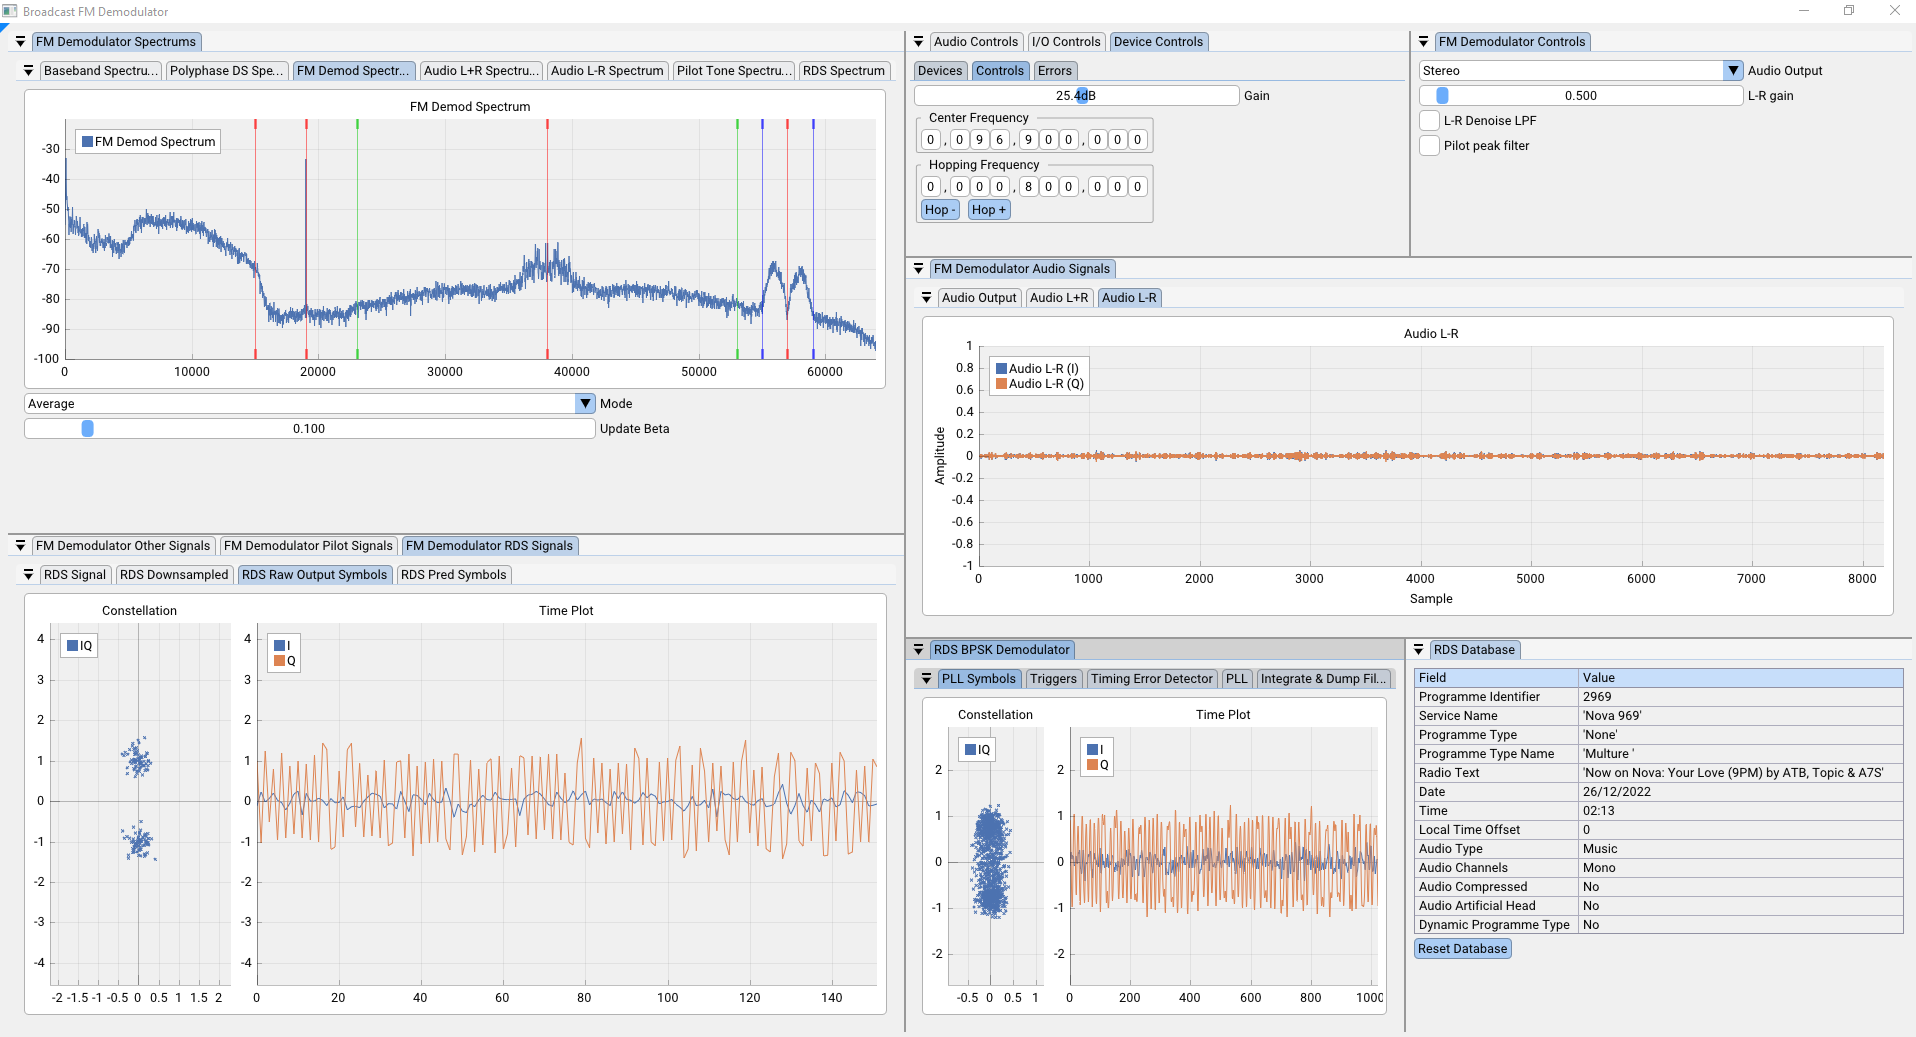 Broadcast FM Demodulator
FM Demodulator Spectrums
Baseband Spectru... Polyphase DS Spe... FM Demod Spectr... Audio L+R Spectru... Audio L-R Spectrum Pilot Tone Spectru... RDS Spectrum
FM Demod Spectrum
FM Demod Spectrum
-30
-40
-50
-60
-70
-80
-90
-100
0 10000 20000 30000 40000 50000 60000
Average Mode
0.100 Update Beta
Audio Controls I/O Controls Device Controls
Devices Controls Errors
25.4dB Gain
Center Frequency
0 , 0 9 6 , 9 0 0 , 0 0 0
Hopping Frequency
0 , 0 0 0 , 8 0 0 , 0 0 0
Hop - Hop +
FM Demodulator Controls
Stereo Audio Output
0.500 L-R gain
L-R Denoise LPF
Pilot peak filter
FM Demodulator Audio Signals
Audio Output Audio L+R Audio L-R
Audio L-R
Audio L-R (I)
Audio L-R (Q)
Amplitude
1
0.8
0.6
0.4
0.2
0
-0.2
-0.4
-0.6
-0.8
-1
0 1000 2000 3000 4000 5000 6000 7000 8000
Sample
FM Demodulator Other Signals FM Demodulator Pilot Signals FM Demodulator RDS Signals
RDS Signal RDS Downsampled RDS Raw Output Symbols RDS Pred Symbols
Constellation
IQ
4
3
2
1
0
-1
-2
-3
-4
-2 -1.5 -1 -0.5 0 0.5 1 1.5 2
Time Plot
I
Q
4
3
2
1
0
-1
-2
-3
-4
0 20 40 60 80 100 120 140
RDS BPSK Demodulator
PLL Symbols Triggers Timing Error Detector PLL Integrate & Dump Fil...
Constellation
IQ
2
1
0
-1
-2
-0.5 0 0.5 1
Time Plot
I
Q
2
1
0
-1
-2
0 200 400 600 800 1000
RDS Database
Field Value
Programme Identifier 2969
Service Name 'Nova 969'
Programme Type 'None'
Programme Type Name 'Multure '
Radio Text 'Now on Nova: Your Love (9PM) by ATB, Topic & A7S'
Date 26/12/2022
Time 02:13
Local Time Offset 0
Audio Type Music
Audio Channels Mono
Audio Compressed No
Audio Artificial Head No
Dynamic Programme Type No
Reset Database